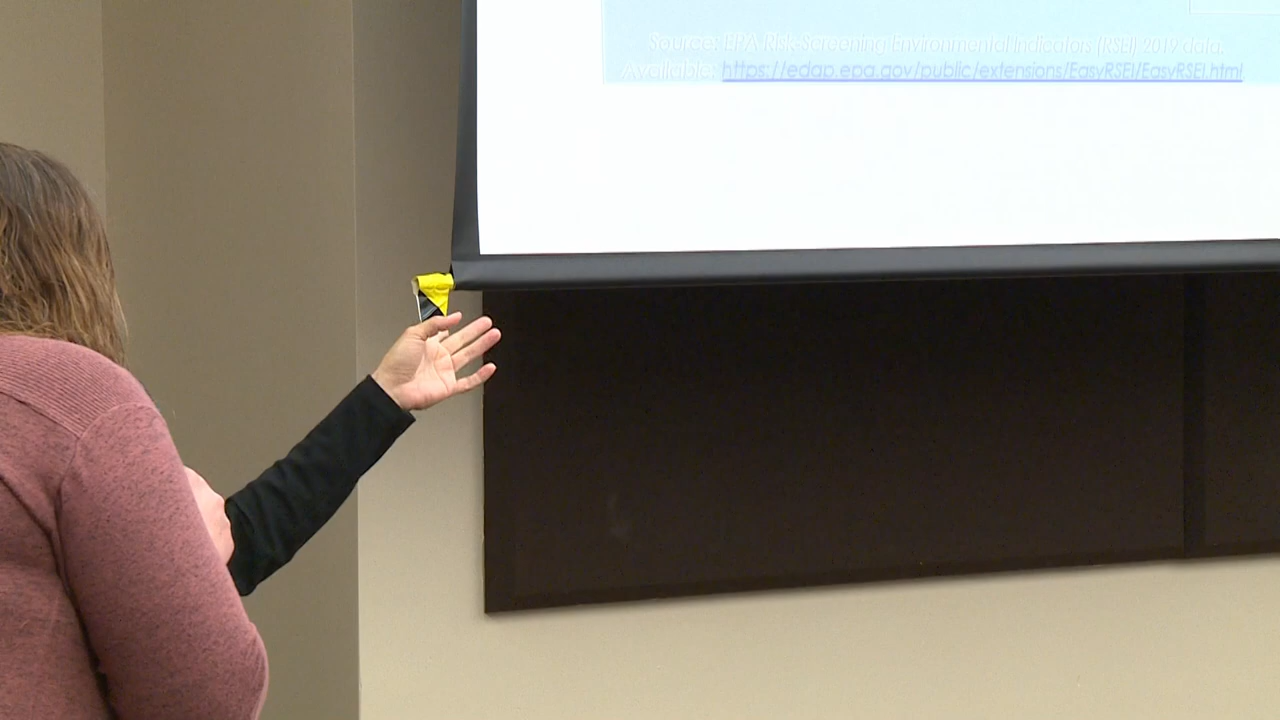 Source: EPA Risk-Screening Environmental Indicators (RSEI) 2019 data.
Available: https://edap.epa.gov/public/extensions/EasyRSEI/EasyRSEI.html